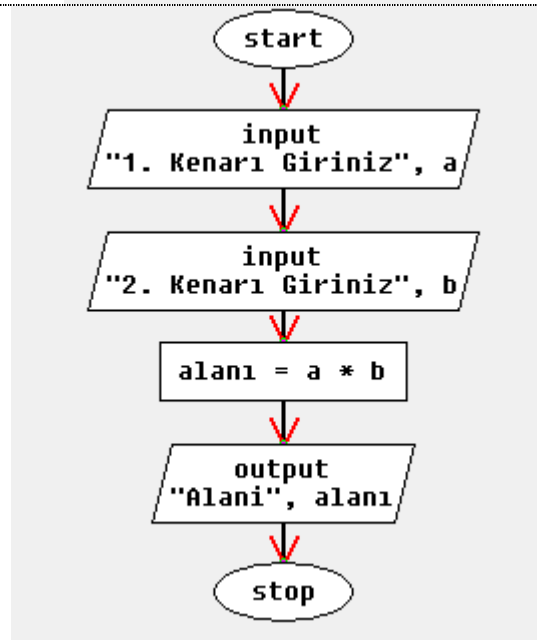 start
input
"1. Kenarı Giriniz", a
input
"2. Kenarı Giriniz", b
alanı = a * b
output
"Alani", alanı
stop